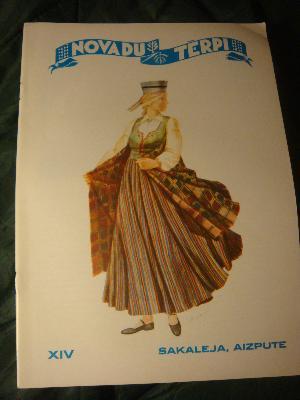 NOVADU TĒRPI
XIV
SAKALEJA, AIZPUTE